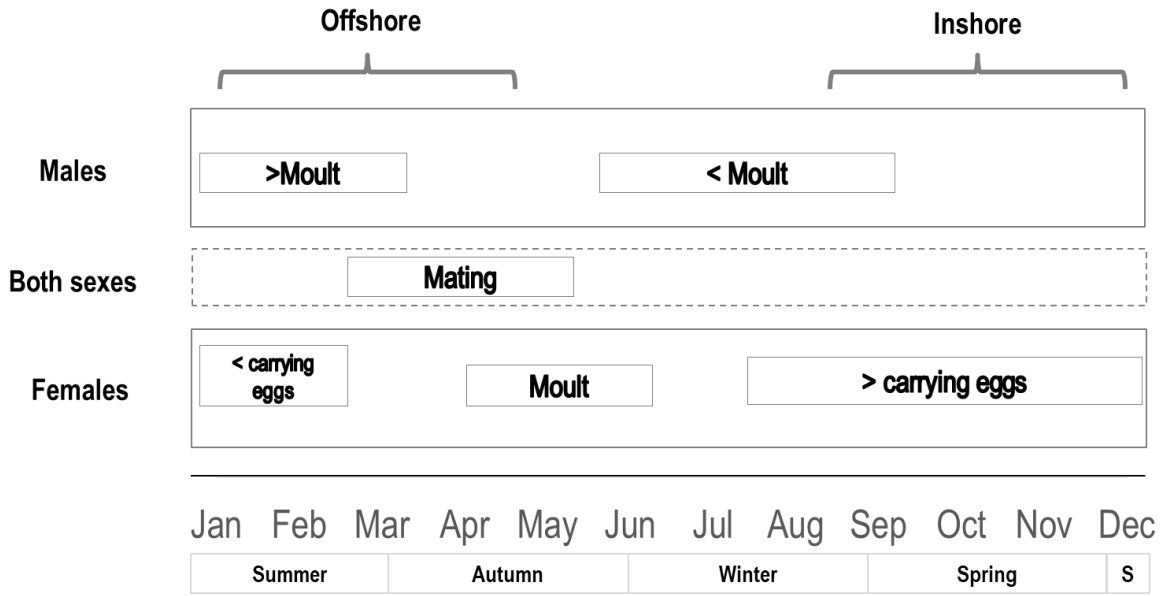 Offshore
Inshore
Males
>Moult
< Moult
Both sexes
Mating
Females
< carrying
eggs
Moult
> carrying eggs
Jan Feb Mar Apr May Jun Jul Aug Sep Oct Nov Dec
Summer Autumn Winter Spring S